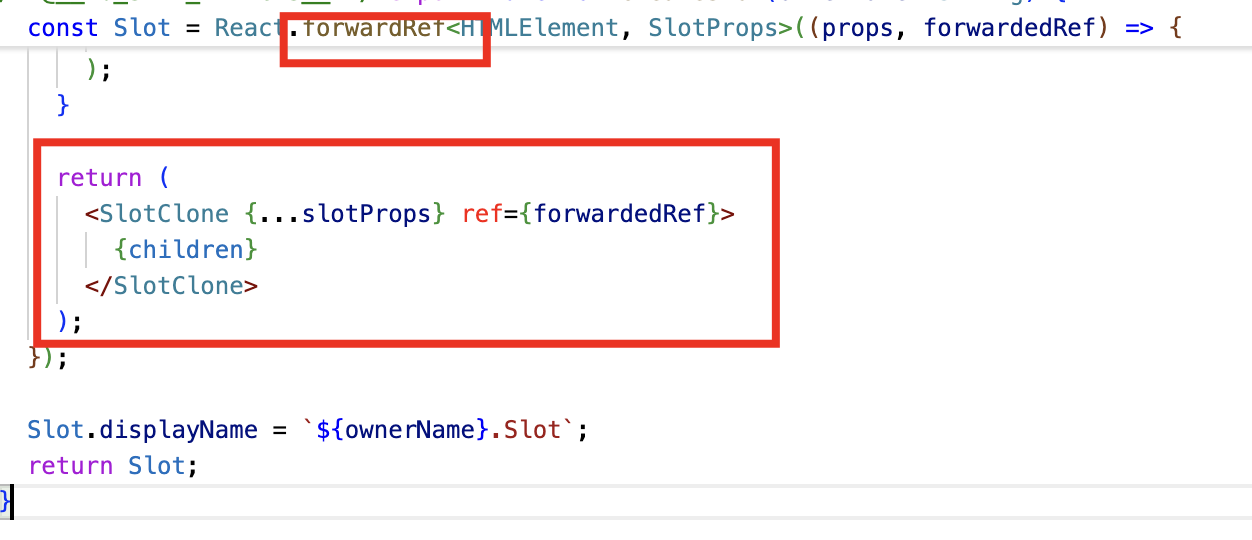 const Slot = React.forwardRef<HTMLElement, SlotProps>((props, forwardedRef) => {
);
}
return (
<SlotClone {...slotProps} ref={forwardedRef}>
{children}
</SlotClone>
);
});
Slot.displayName = `${ownerName}.Slot`;
return Slot;
}